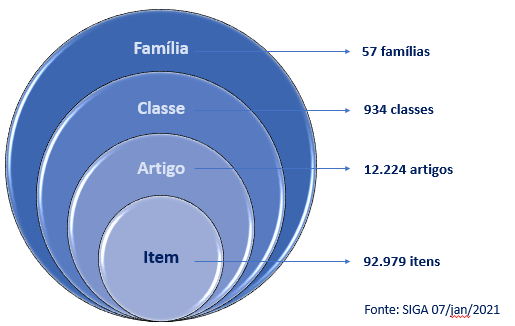 Família
57 famílias
Classe
934 classes
Artigo
12.224 artigos
Item
92.979 itens
Fonte: SIGA 07/jan/2021